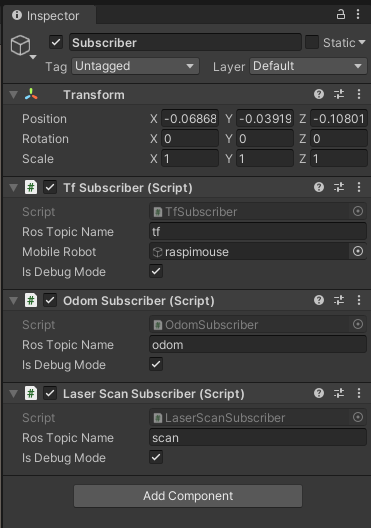 Inspector
Subscriber Static
Tag Untagged Layer Default
Transform
Position X -0.06868 Y -0.03919 Z -0.10801
Rotation X 0 Y 0 Z 0
Scale X 1 Y 1 Z 1
# Tf Subscriber (Script)
Script TfSubscriber
Ros Topic Name tf
Mobile Robot raspimouse
Is Debug Mode
# Odom Subscriber (Script)
Script OdomSubscriber
Ros Topic Name odom
Is Debug Mode
# Laser Scan Subscriber (Script)
Script LaserScanSubscriber
Ros Topic Name scan
Is Debug Mode
Add Component